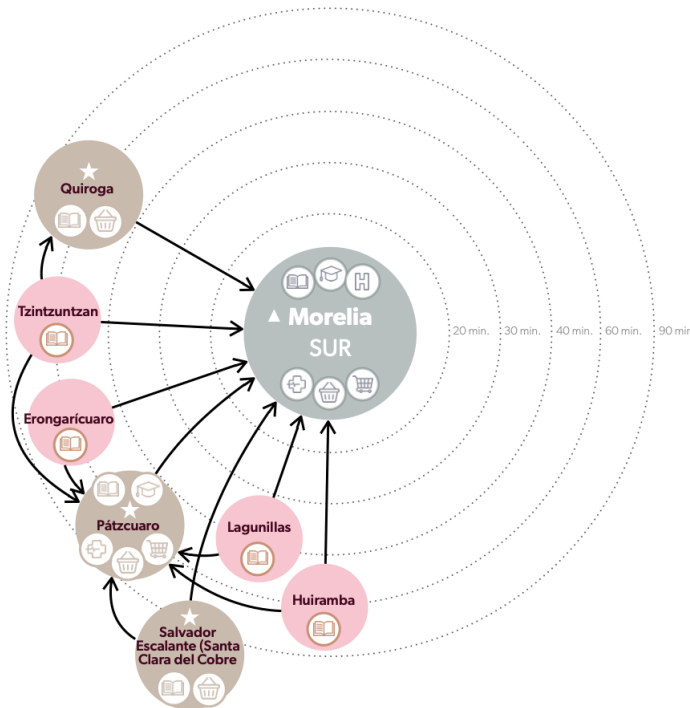 Quiroga
Tzintzuntzan
▲ Morelia
SUR
20 min.
30 min.
40 min.
60 min.
90 min
Erongarícuaro
Pátzcuaro
Lagunillas
Huiramba
Salvador
Escalante (Santa
Clara del Cobre